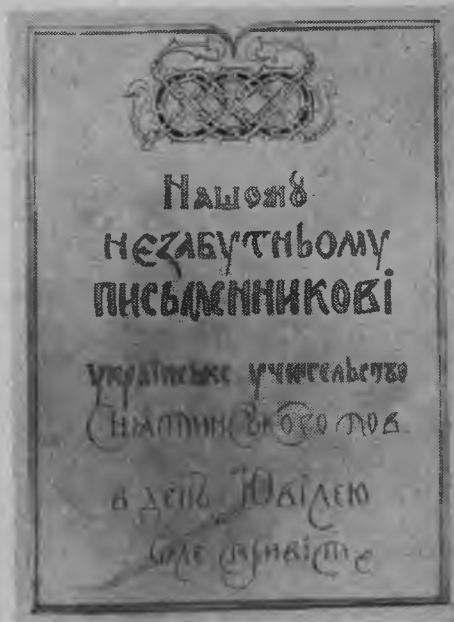 Нашому
незабутньому
письменникові
українське учительство
Снятинського пов.
в день Ювілею
шле привіт